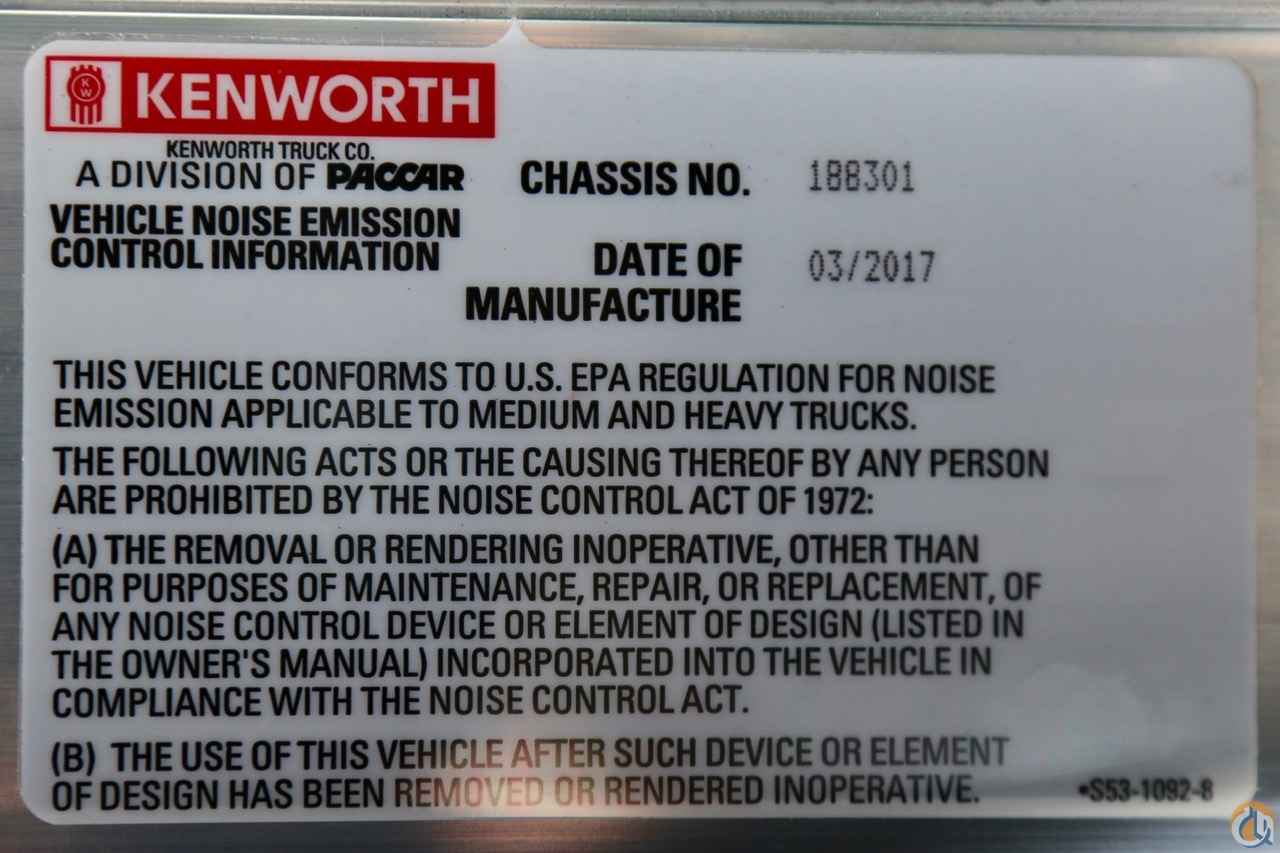 KENWORTH
KENWORTH TRUCK CO.
A DIVISION OF PACCAR
CHASSIS NO. 188301
VEHICLE NOISE EMISSION
CONTROL INFORMATION
DATE OF 03/2017
MANUFACTURE
THIS VEHICLE CONFORMS TO U.S. EPA REGULATION FOR NOISE
EMISSION APPLICABLE TO MEDIUM AND HEAVY TRUCKS.
THE FOLLOWING ACTS OR THE CAUSING THEREOF BY ANY PERSON
ARE PROHIBITED BY THE NOISE CONTROL ACT OF 1972:
(A) THE REMOVAL OR RENDERING INOPERATIVE, OTHER THAN
FOR PURPOSES OF MAINTENANCE, REPAIR, OR REPLACEMENT, OF
ANY NOISE CONTROL DEVICE OR ELEMENT OF DESIGN (LISTED IN
THE OWNER'S MANUAL) INCORPORATED INTO THE VEHICLE IN
COMPLIANCE WITH THE NOISE CONTROL ACT.
(B) THE USE OF THIS VEHICLE AFTER SUCH DEVICE OR ELEMENT
OF DESIGN HAS BEEN REMOVED OR RENDERED INOPERATIVE.
•S53-1092-8